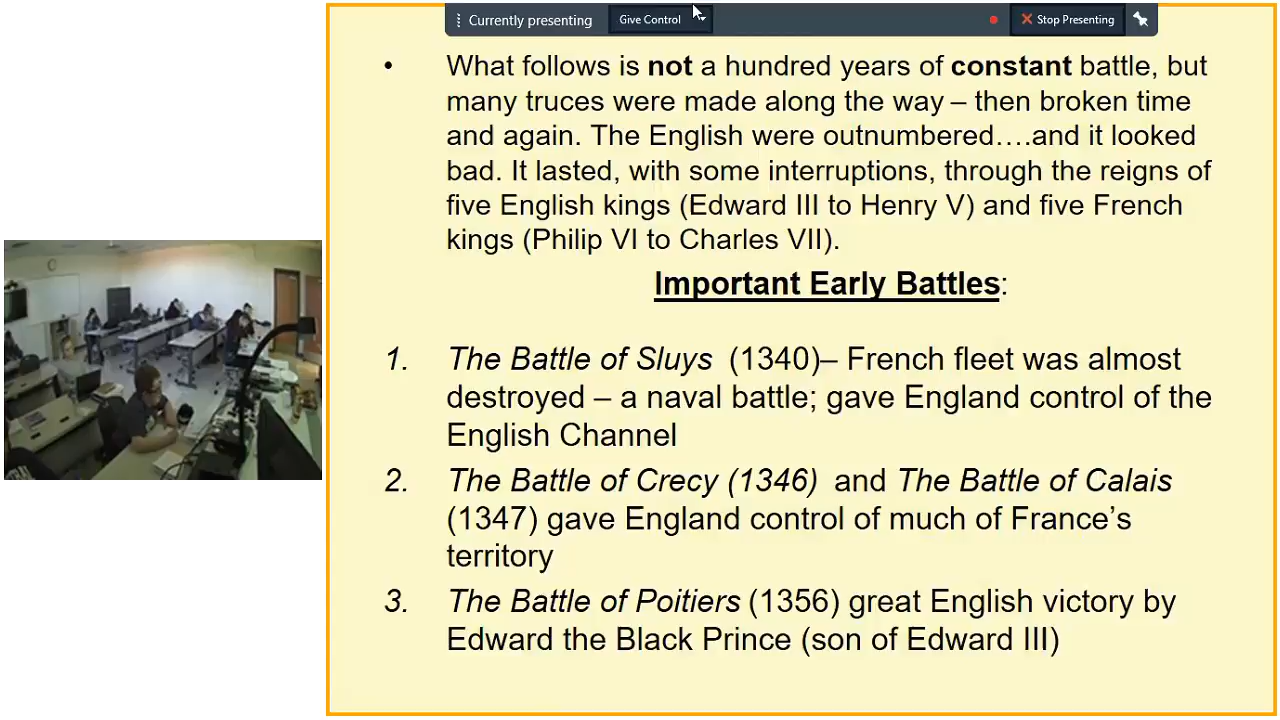 Currently presenting Give Control Stop Presenting
• What follows is not a hundred years of constant battle, but
many truces were made along the way – then broken time
and again. The English were outnumbered….and it looked
bad. It lasted, with some interruptions, through the reigns of
five English kings (Edward III to Henry V) and five French
kings (Philip VI to Charles VII).
Important Early Battles:
1. The Battle of Sluys (1340)– French fleet was almost
destroyed – a naval battle; gave England control of the
English Channel
2. The Battle of Crecy (1346) and The Battle of Calais
(1347) gave England control of much of France’s
territory
3. The Battle of Poitiers (1356) great English victory by
Edward the Black Prince (son of Edward III)